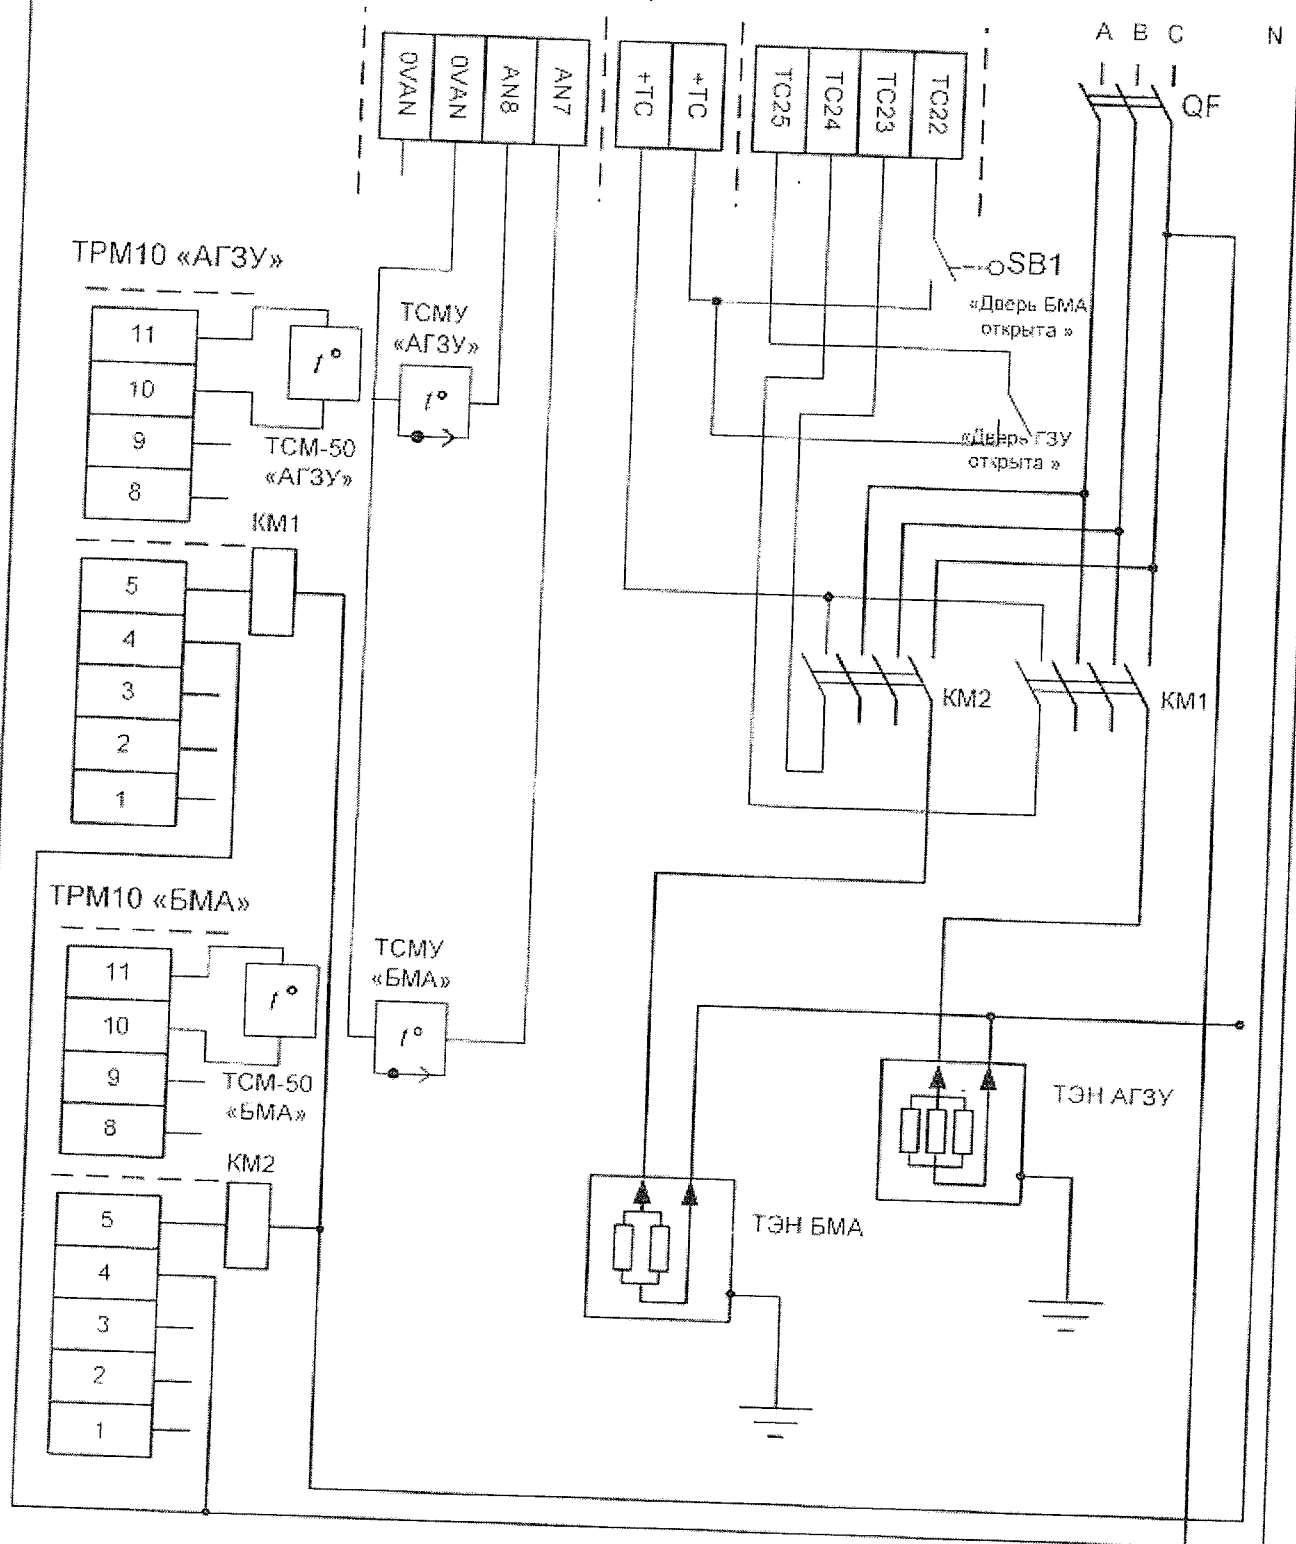 0VAN
0VAN
AN8
AN7
+TC
+TC
TC25
TC24
TC23
TC22
A B C N
QF
SB1
«Дверь БМА
открыта »
«Дверь ГЗУ
открыта »
ТРМ10 «АГЗУ»
11
10
9
8
t°
ТСМ-50
«АГЗУ»
ТСМУ
«АГЗУ»
t°
КМ1
5
4
3
2
1
КМ2
КМ1
ТРМ10 «БМА»
11
10
9
8
t°
ТСМ-50
«БМА»
ТСМУ
«БМА»
t°
КМ2
5
4
3
2
1
ТЭН АГЗУ
ТЭН БМА